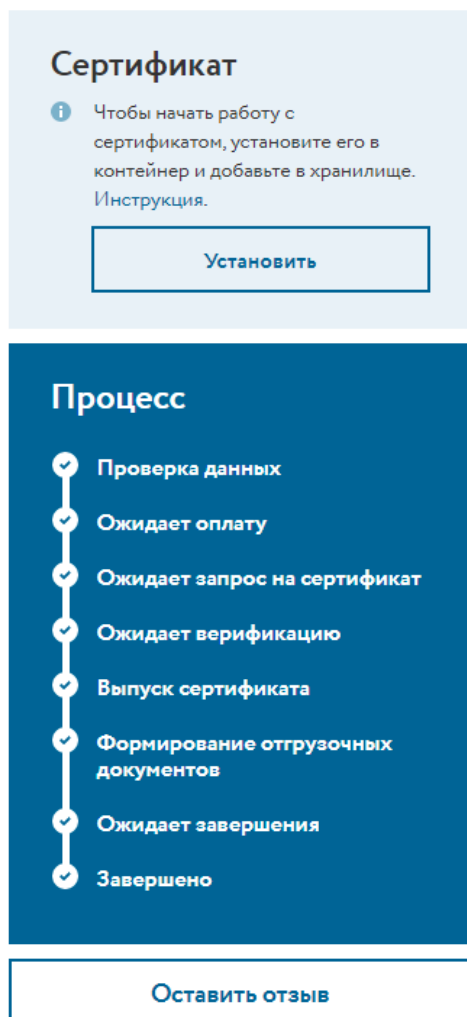 Сертификат
Чтобы начать работу с
сертификатом, установите его в
контейнер и добавьте в хранилище.
Инструкция.
Установить
Процесс
Проверка данных
Ожидает оплату
Ожидает запрос на сертификат
Ожидает верификацию
Выпуск сертификата
Формирование отгрузочных
документов
Ожидает завершения
Завершено
Оставить отзыв